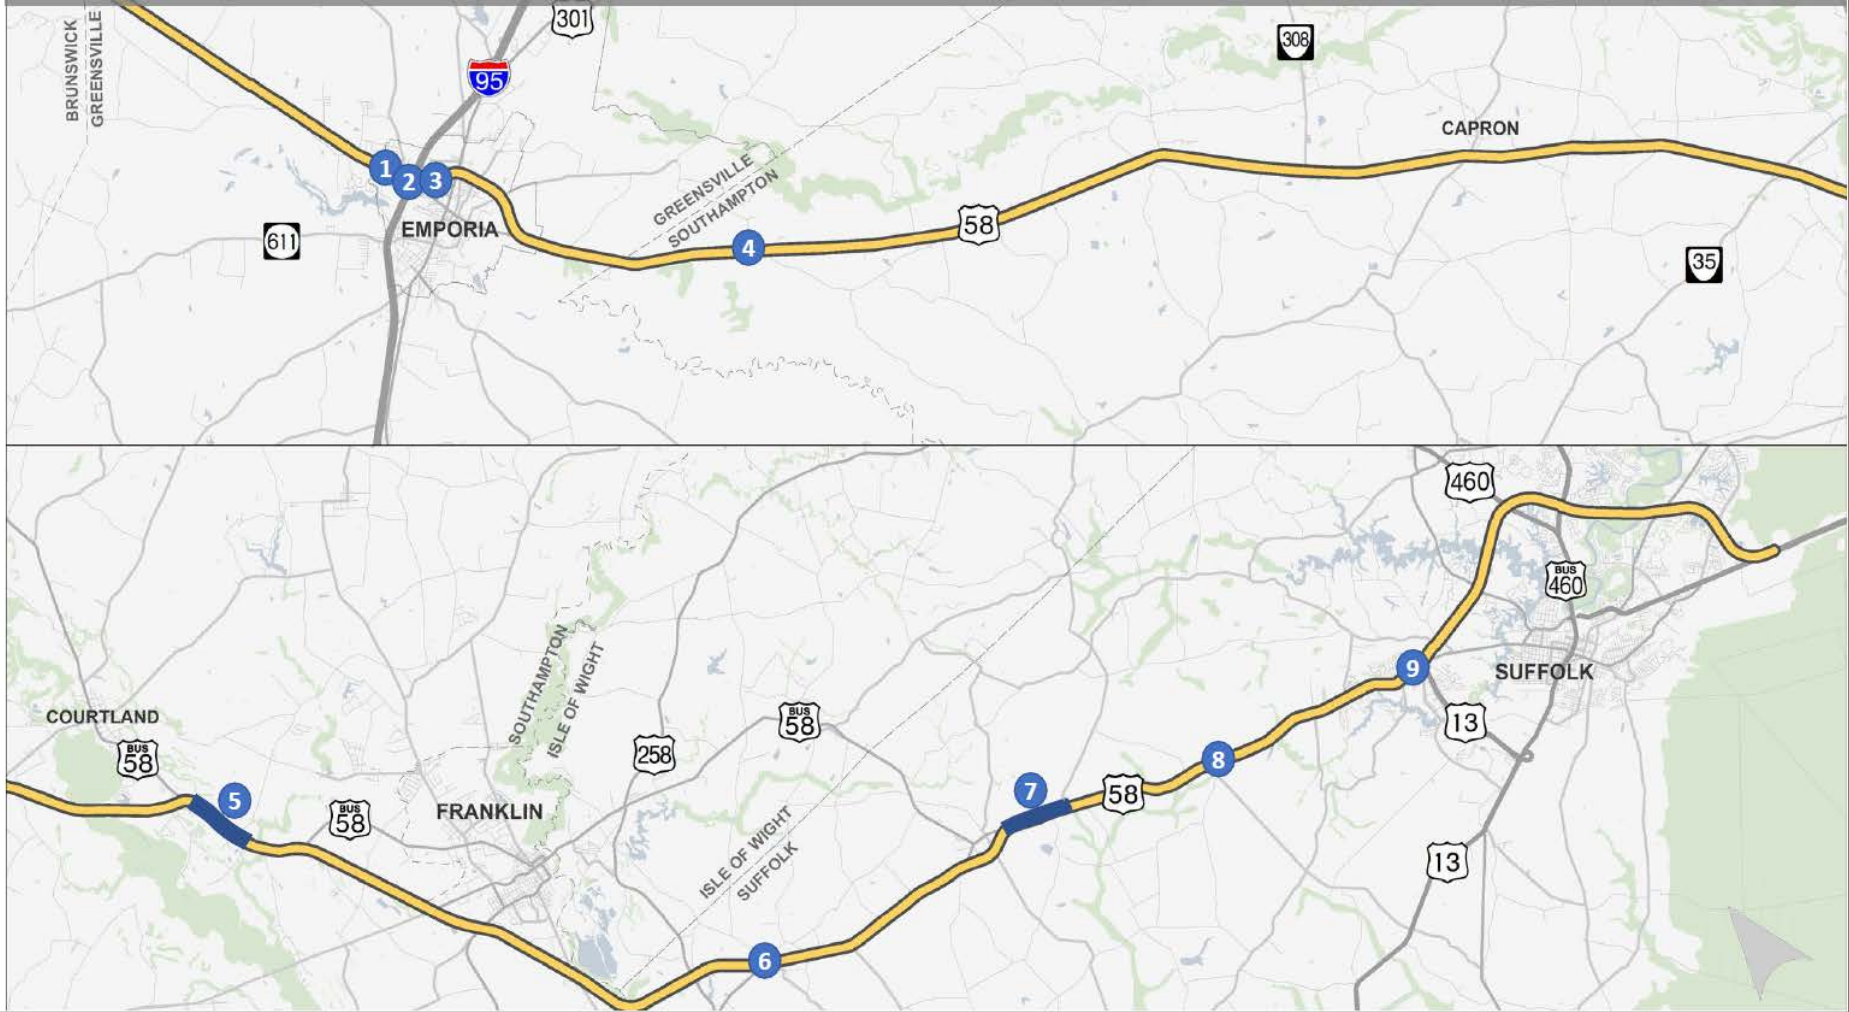 BRUNSWICK
GREENSVILLE
301
95
308
CAPRON
1
2
3
EMPORIA
611
GREENSVILLE
SOUTHAMPTON
4
58
35
460
BUS
460
SOUTHAMPTON
ISLE OF WIGHT
9
SUFFOLK
COURTLAND
BUS
58
BUS
58
258
13
5
BUS
58
FRANKLIN
7
58
8
ISLE OF WIGHT
SUFFOLK
13
6